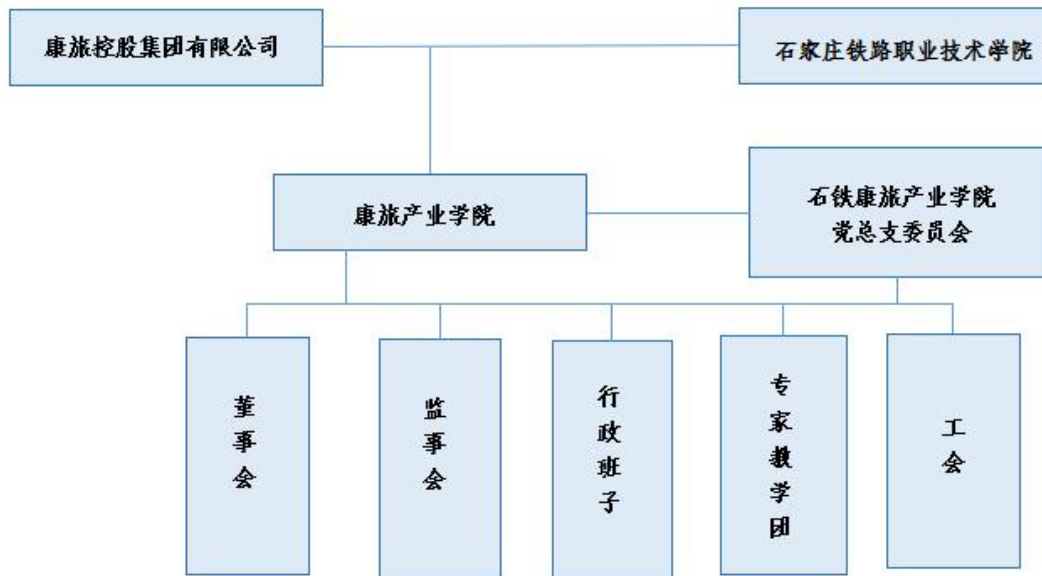 康旅控股集团有限公司
石家庄铁路职业技术学院
康旅产业学院
石铁康旅产业学院
党总支委员会
董事会
监事会
行政班子
专家教学团
工会